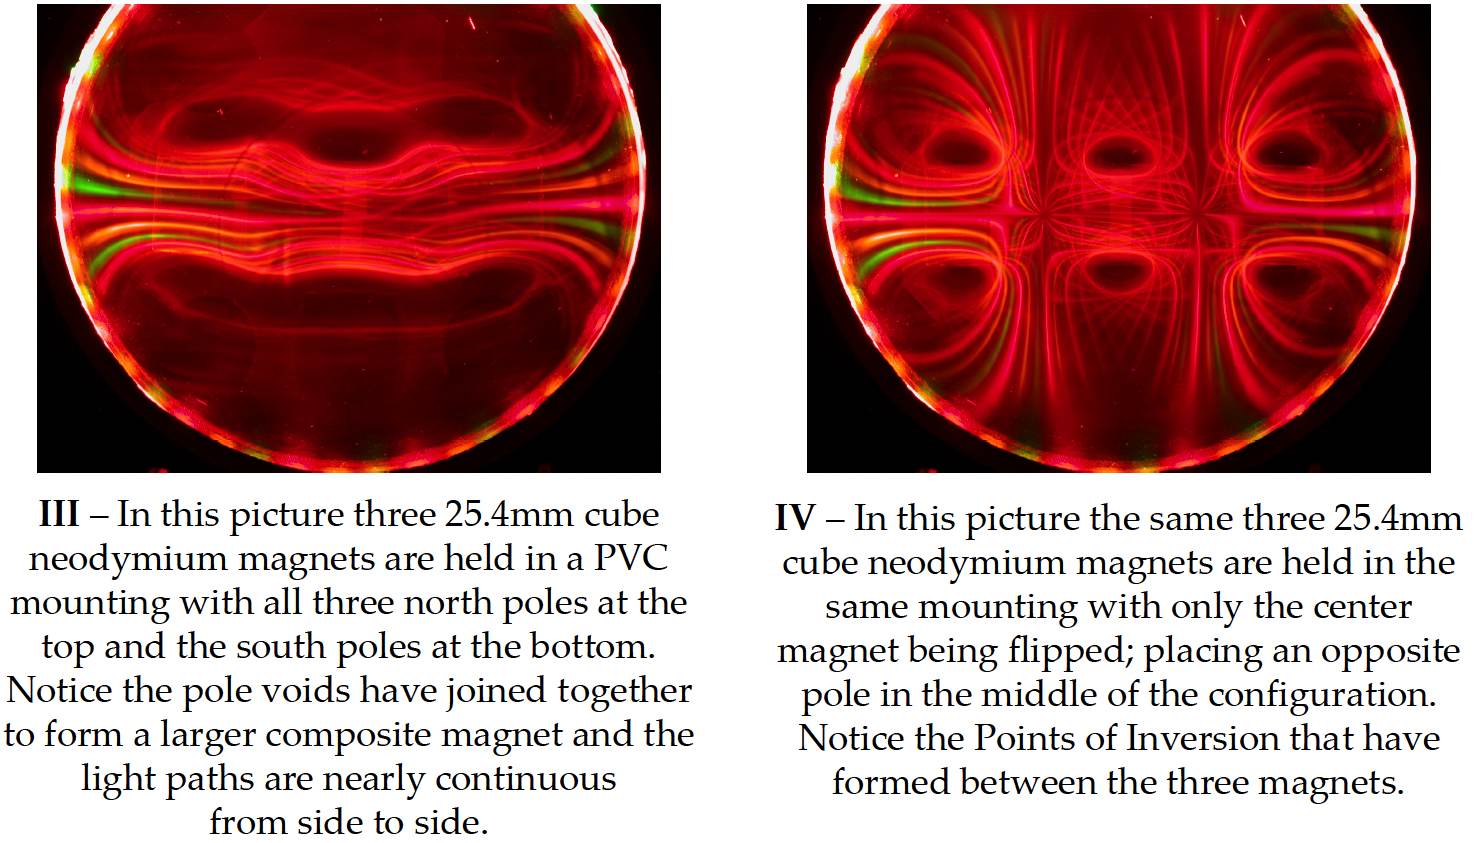 III – In this picture three 25.4mm cube
neodymium magnets are held in a PVC
mounting with all three north poles at the
top and the south poles at the bottom.
Notice the pole voids have joined together
to form a larger composite magnet and the
light paths are nearly continuous
from side to side.
IV – In this picture the same three 25.4mm
cube neodymium magnets are held in the
same mounting with only the center
magnet being flipped; placing an opposite
pole in the middle of the configuration.
Notice the Points of Inversion that have
formed between the three magnets.